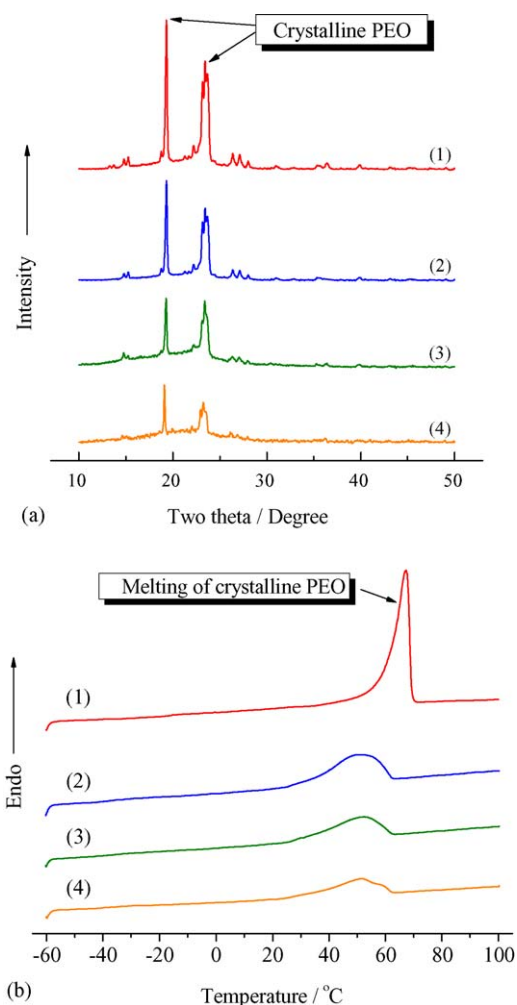 Crystalline PEO
(1)
(2)
(3)
(4)
Intensity
10 20 30 40 50
(a)
Two theta / Degree
Melting of crystalline PEO
(1)
(2)
(3)
(4)
Endo
-60 -40 -20 0 20 40 60 80 100
(b)
Temperature / °C